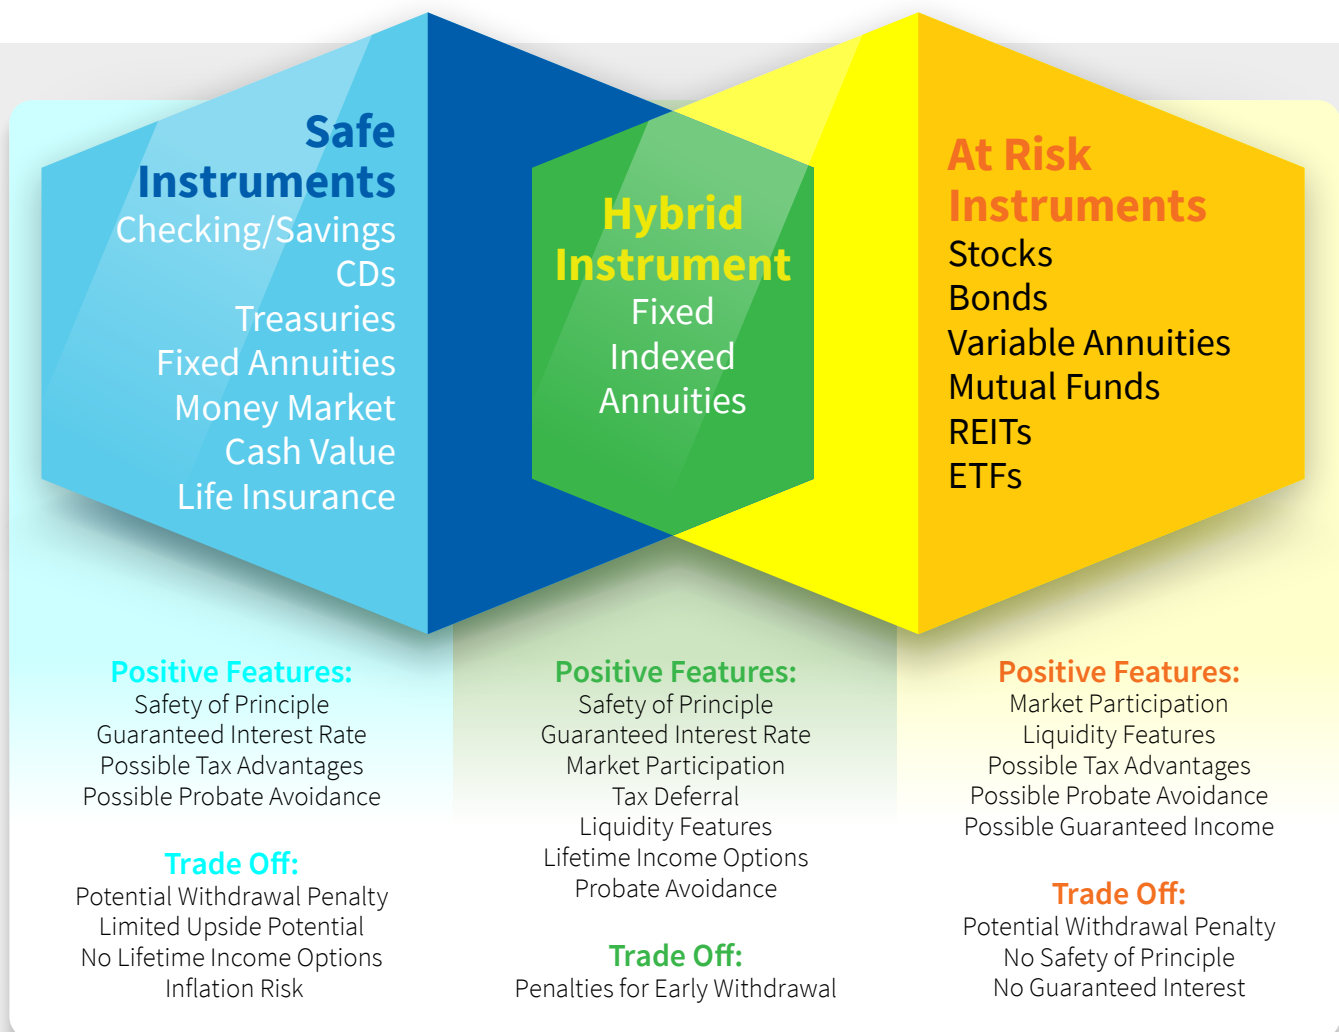 Safe
Instruments
Checking/Savings
CDs
Treasuries
Fixed Annuities
Money Market
Cash Value
Life Insurance
Hybrid
Instrument
Fixed
Indexed
Annuities
At Risk
Instruments
Stocks
Bonds
Variable Annuities
Mutual Funds
REITs
ETFs
Positive Features:
Safety of Principle
Guaranteed Interest Rate
Possible Tax Advantages
Possible Probate Avoidance
Trade Off:
Potential Withdrawal Penalty
Limited Upside Potential
No Lifetime Income Options
Inflation Risk
Positive Features:
Safety of Principle
Guaranteed Interest Rate
Market Participation
Tax Deferral
Liquidity Features
Lifetime Income Options
Probate Avoidance
Trade Off:
Penalties for Early Withdrawal
Positive Features:
Market Participation
Liquidity Features
Possible Tax Advantages
Possible Probate Avoidance
Possible Guaranteed Income
Trade Off:
Potential Withdrawal Penalty
No Safety of Principle
No Guaranteed Interest